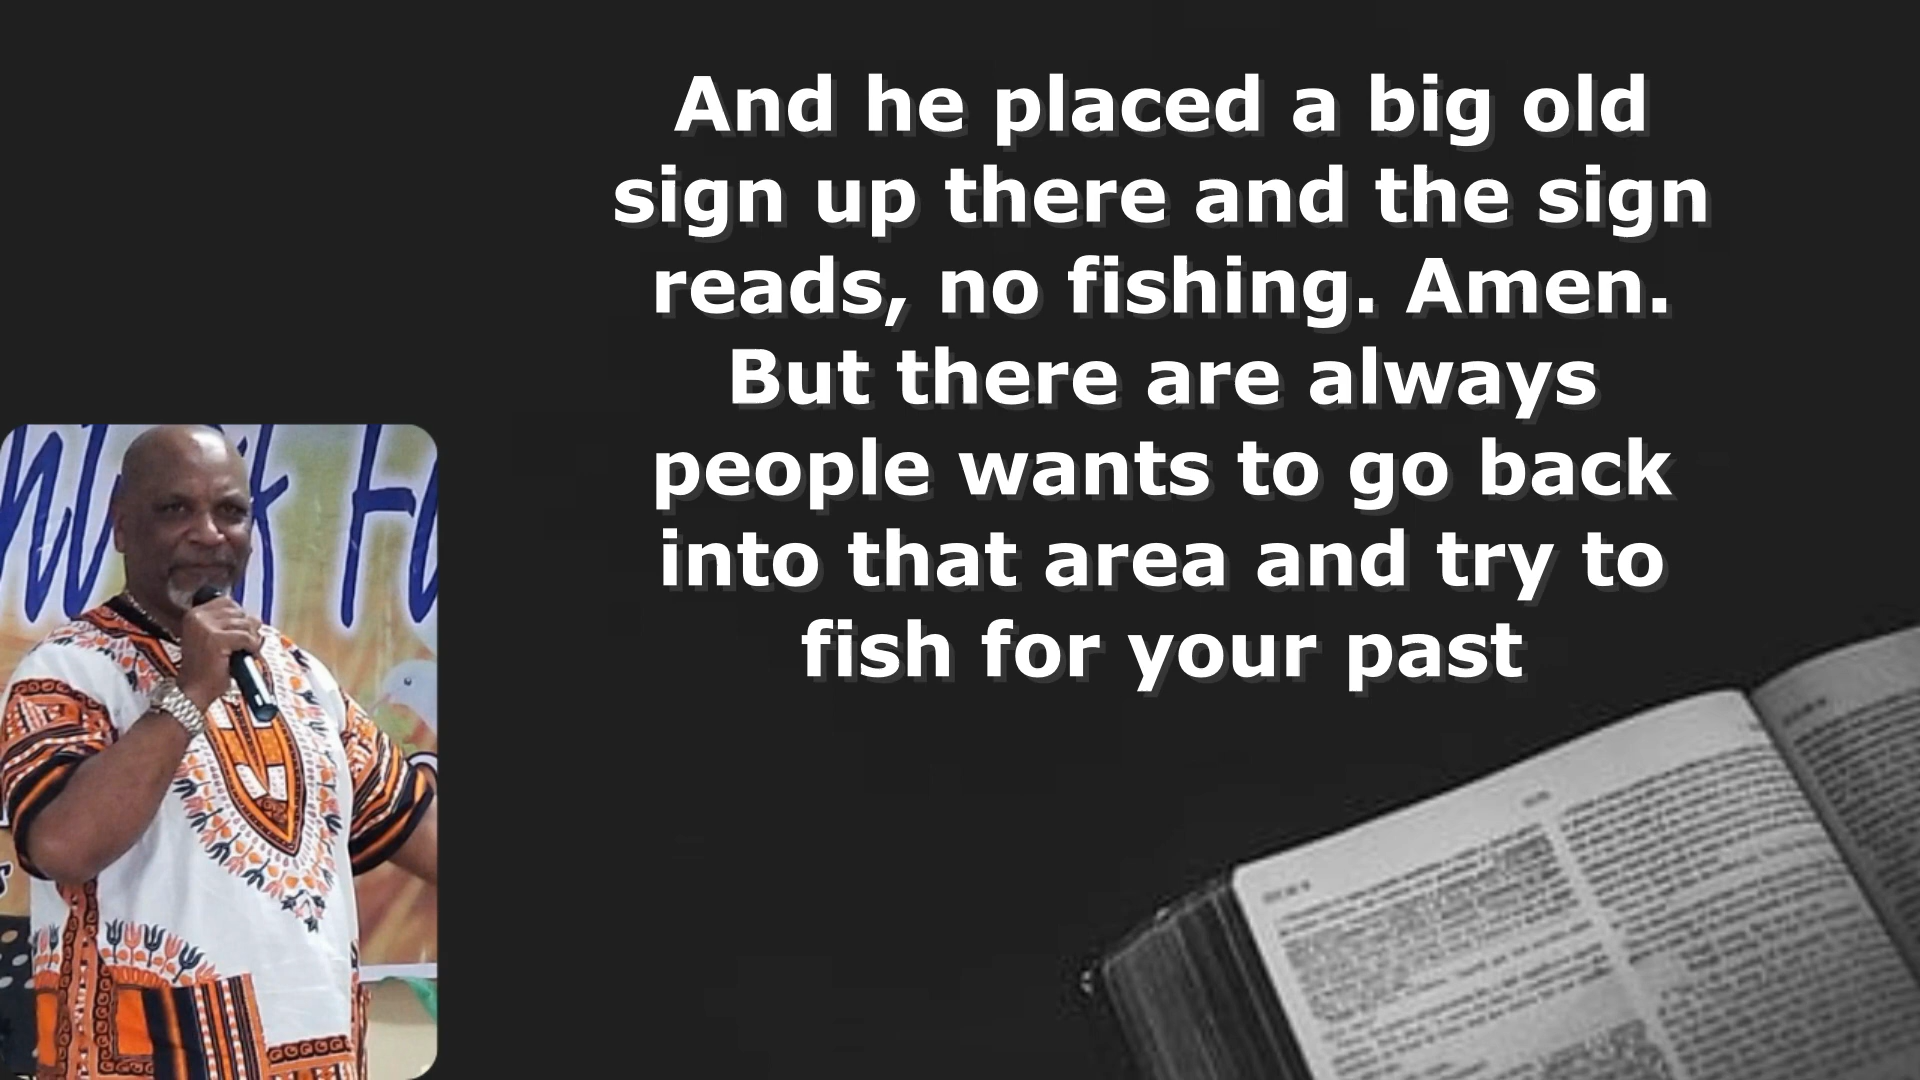 And he placed a big old
sign up there and the sign
reads, no fishing. Amen.
But there are always
people wants to go back
into that area and try to
fish for your past